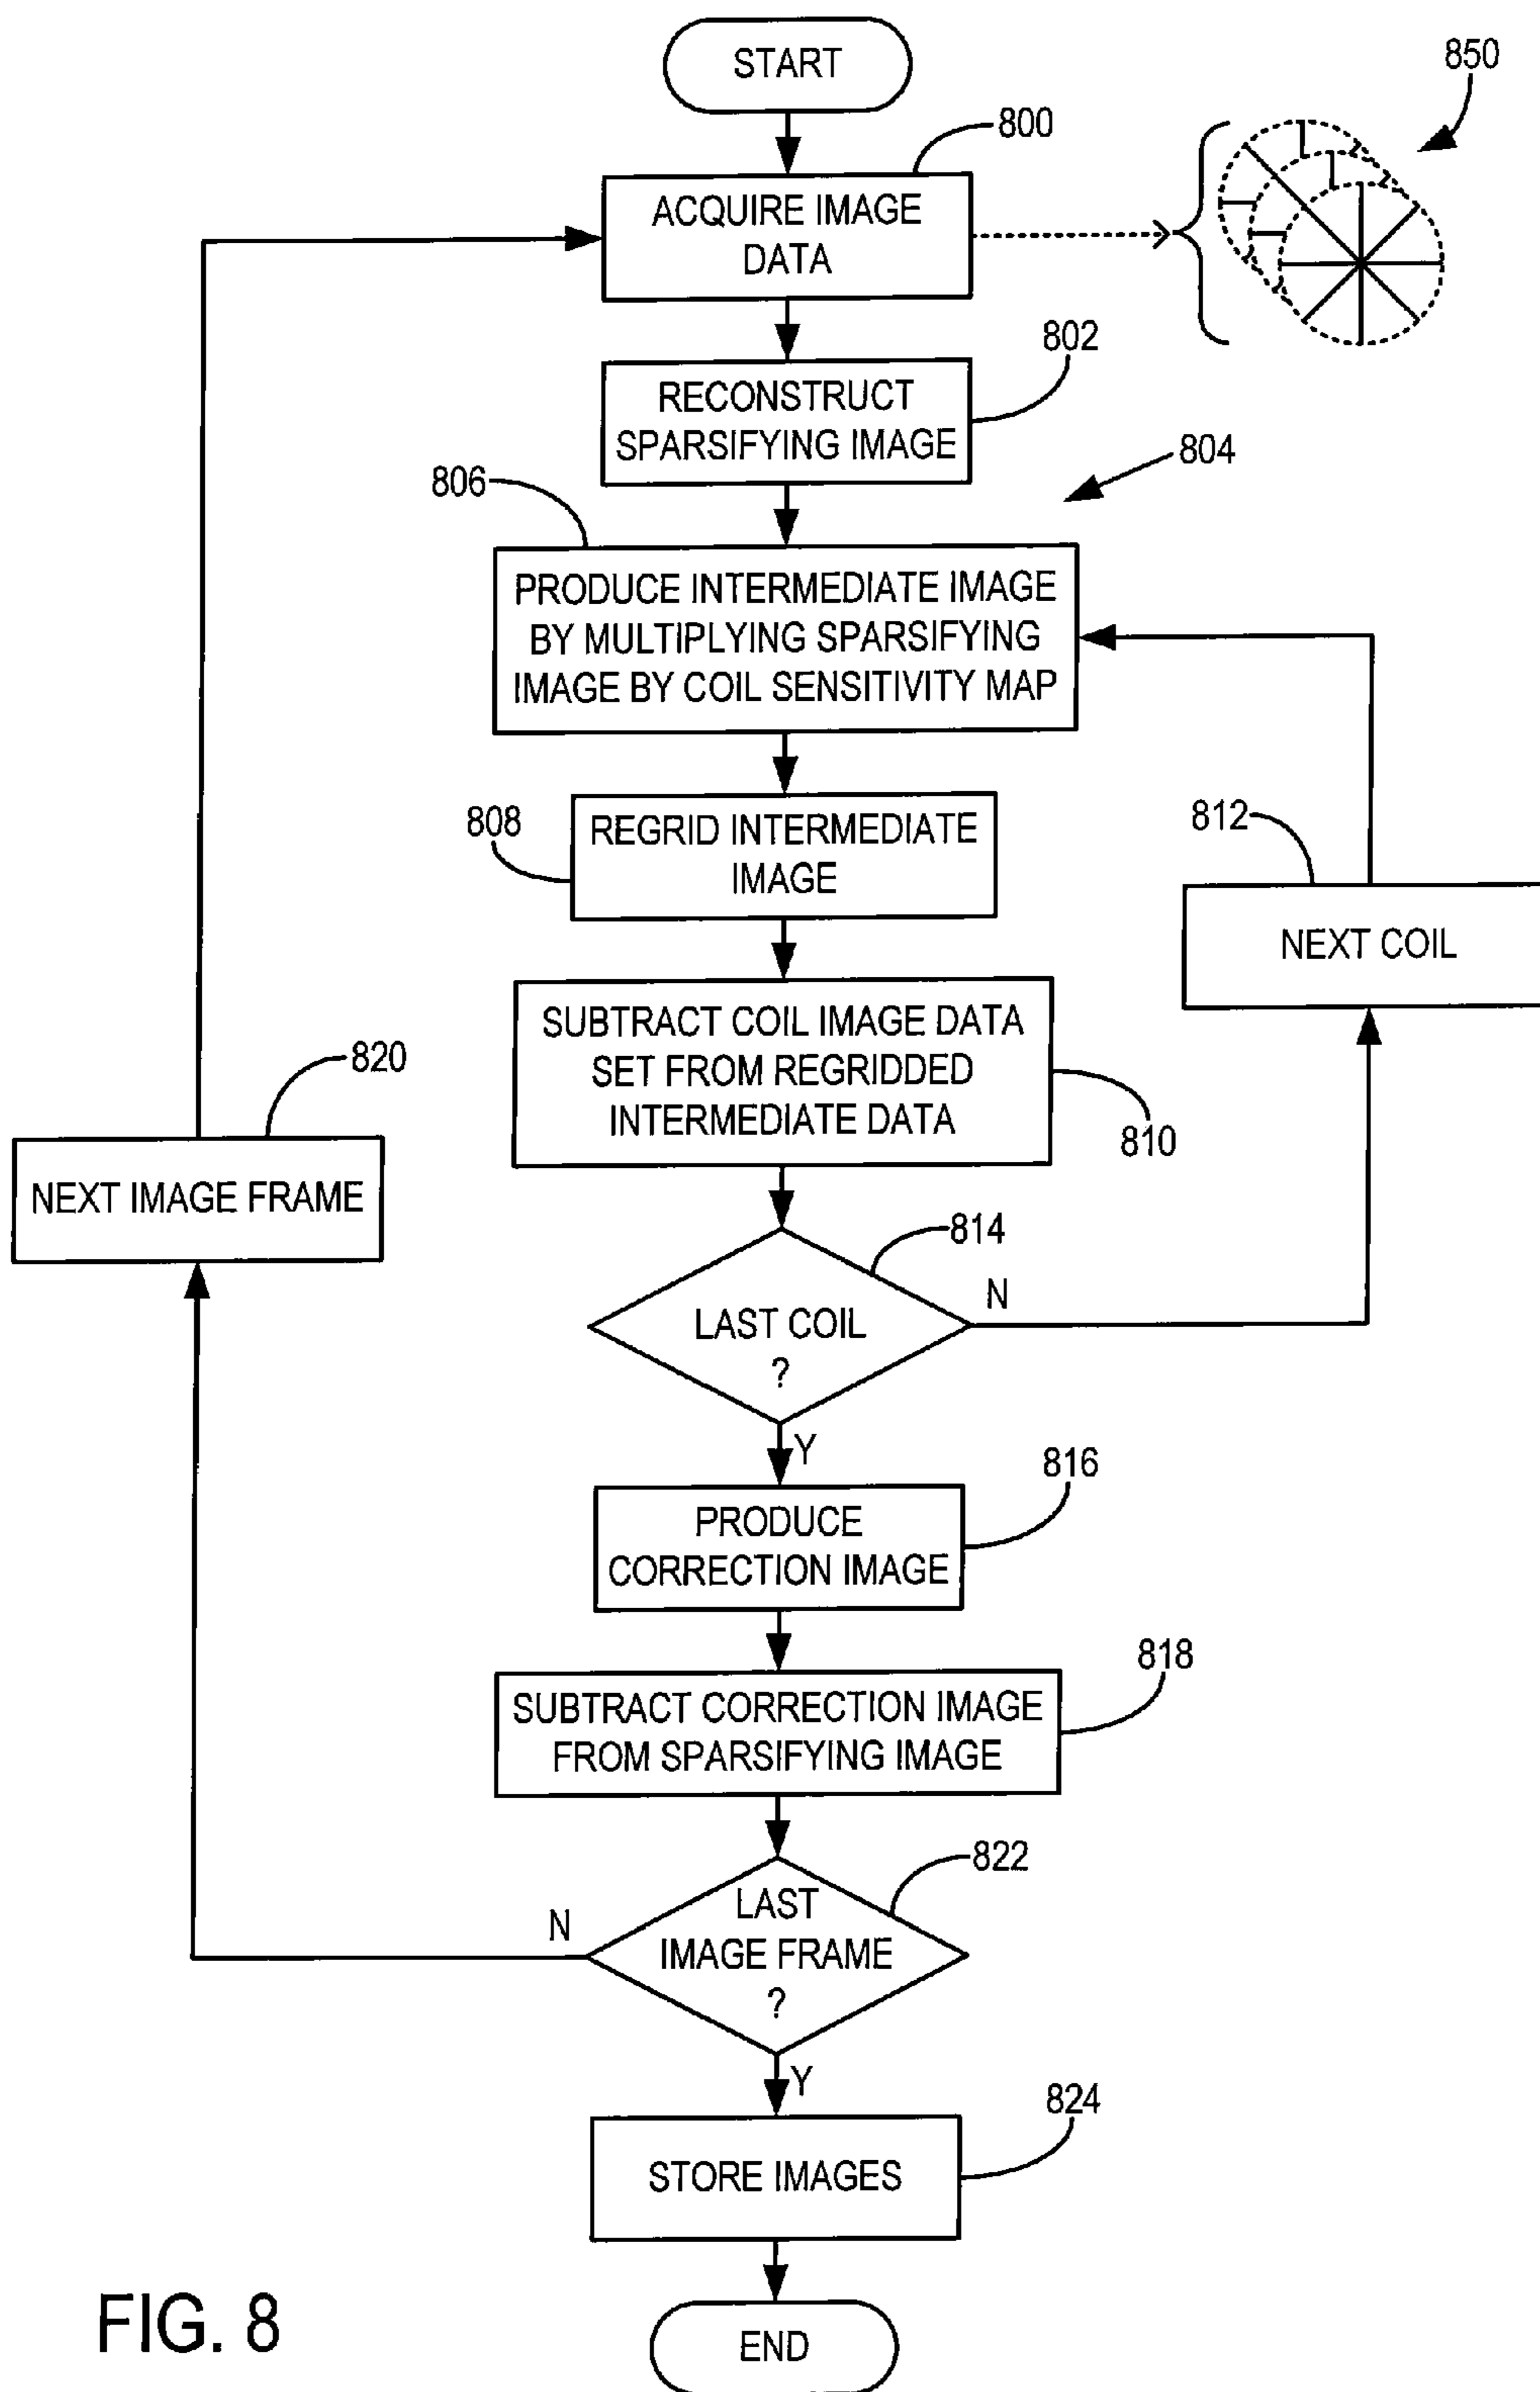 START
850
800
ACQUIRE IMAGE
DATA
802
RECONSTRUCT
SPARSIFYING IMAGE
804
806
PRODUCE INTERMEDIATE IMAGE
BY MULTIPLYING SPARSIFYING
IMAGE BY COIL SENSITIVITY MAP
808
REGRID INTERMEDIATE
IMAGE
812
NEXT COIL
SUBTRACT COIL IMAGE DATA
SET FROM REGRIDDED
INTERMEDIATE DATA
810
820
NEXT IMAGE FRAME
814
LAST COIL
?
N
Y
816
PRODUCE
CORRECTION IMAGE
818
SUBTRACT CORRECTION IMAGE
FROM SPARSIFYING IMAGE
822
LAST
IMAGE FRAME
?
N
Y
824
STORE IMAGES
END
FIG. 8